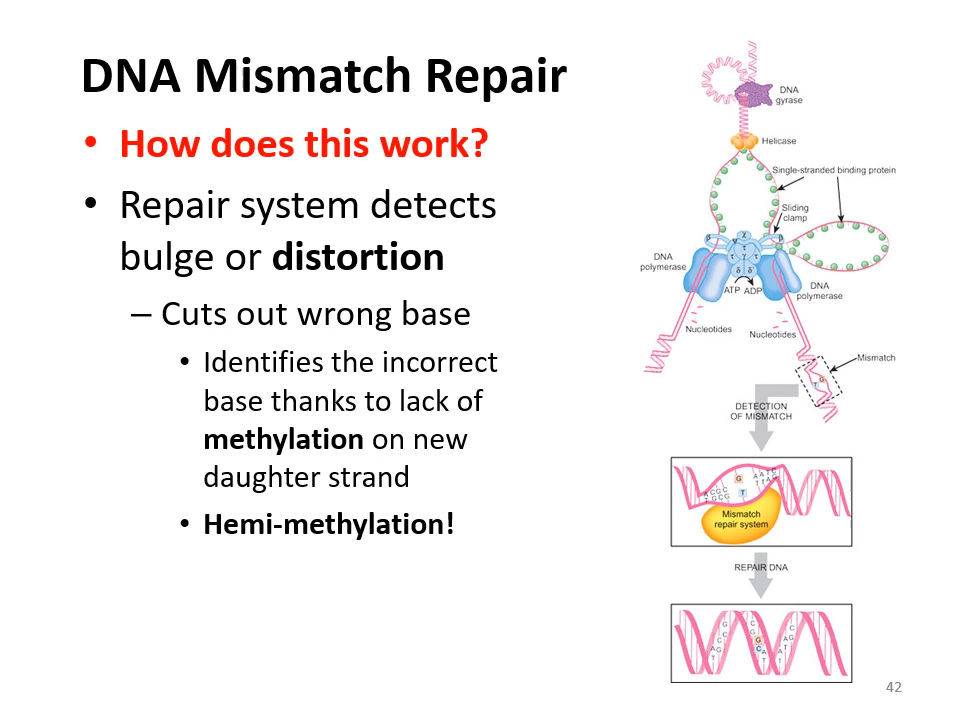 DNA Mismatch Repair
• How does this work?
• Repair system detects
bulge or distortion
– Cuts out wrong base
• Identifies the incorrect
base thanks to lack of
methylation on new
daughter strand
• Hemi-methylation!
DNA
gyrase
Helicase
Single-stranded binding protein
Sliding
clamp
DNA
polymerase
β
χ
ψ
β
τ
τ
γ
τ
δ
δ'
ATP ADP
DNA
polymerase
Nucleotides
Nucleotides
Mismatch
G
T
DETECTION
OF MISMATCH
G
T
A A T C
T T A G
A C G C
T G C G
Mismatch
repair system
REPAIR DNA
G
C
C
A G
T
C
G
G
G
C
A
T
T
A
C
A G
T
42